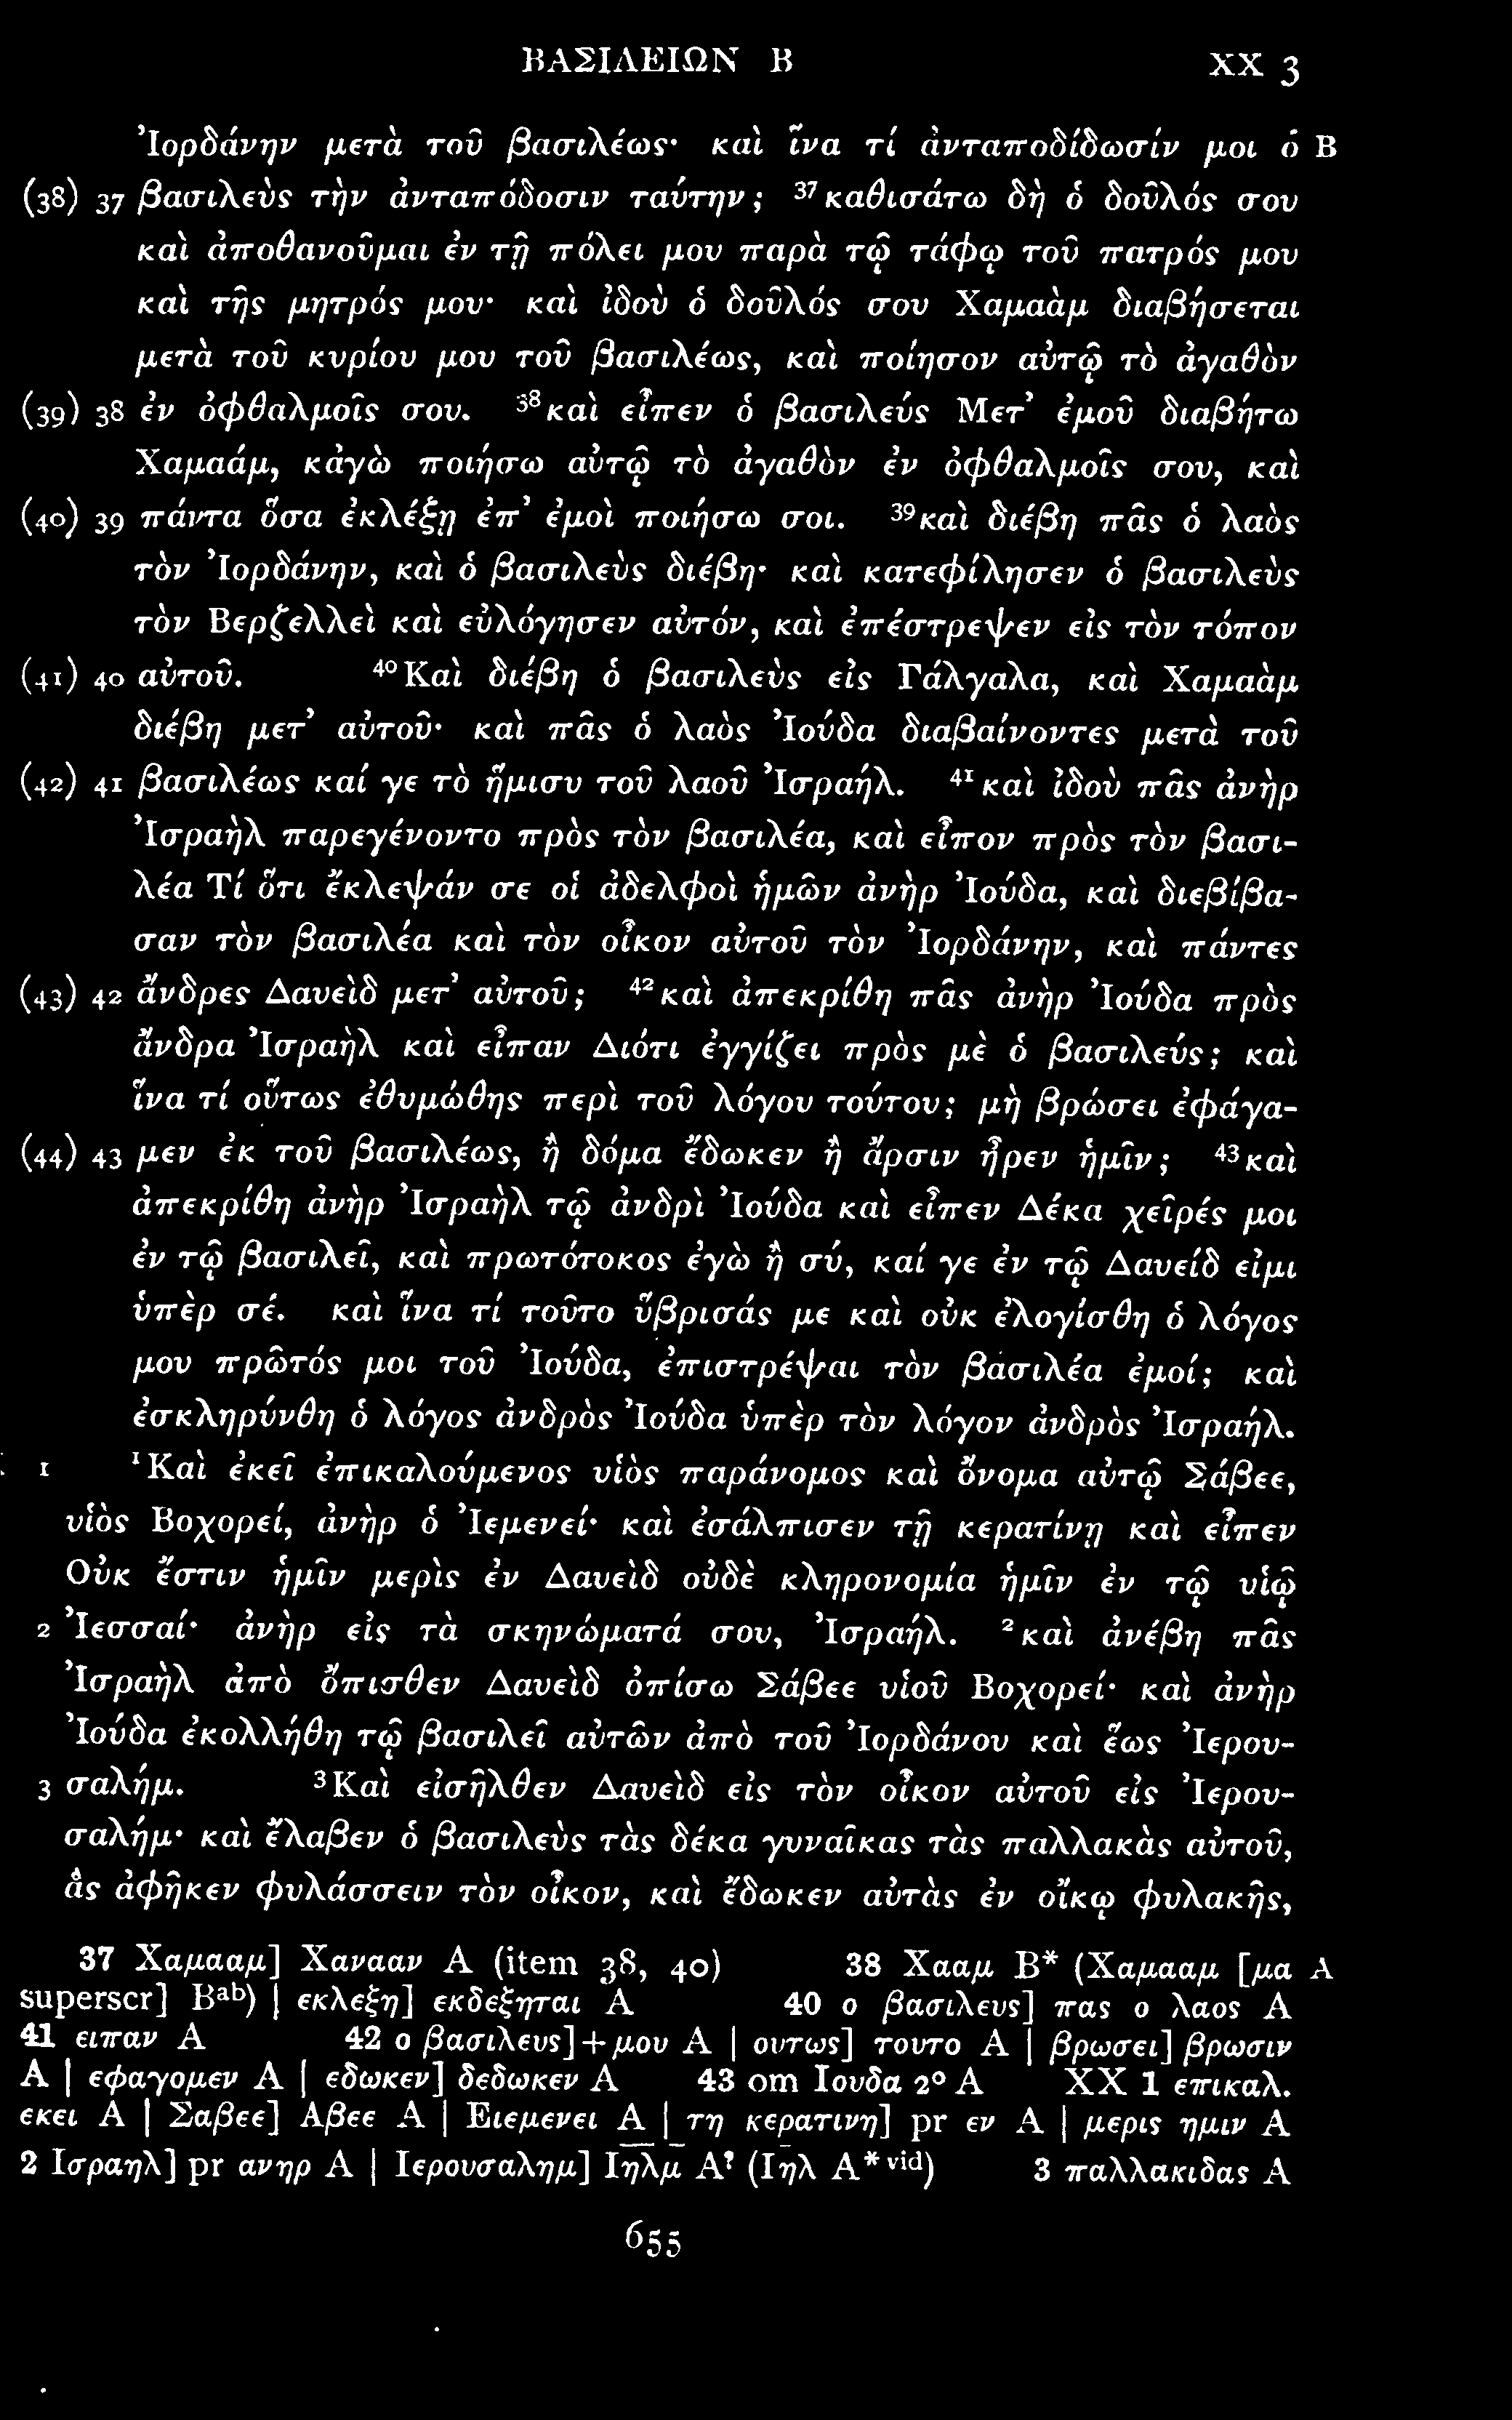 ΒΑΣΙΛΕΙΩΝ Β XX 3
Ἰορδάνην μετὰ τοῦ βασιλέως· καὶ ἵνα τί ἀνταποδίδωσίν μοι ὁ B
(38) 37 βασιλεὺς τὴν ἀνταπόδοσιν ταύτην; ³⁷καθισάτω δὴ ὁ δοῦλός σου
καὶ ἀποθανοῦμαι ἐν τῇ πόλει μου παρὰ τῷ τάφῳ τοῦ πατρός μου
καὶ τῆς μητρός μου· καὶ ἰδοὺ ὁ δοῦλός σου Χαμαὰμ διαβήσεται
μετὰ τοῦ κυρίου μου τοῦ βασιλέως, καὶ ποίησον αὐτῷ τὸ ἀγαθὸν
(39) 38 ἐν ὀφθαλμοῖς σου. ³⁸καὶ εἶπεν ὁ βασιλεύς Μετ᾽ ἐμοῦ διαβήτω
Χαμαάμ, κἀγὼ ποιήσω αὐτῷ τὸ ἀγαθὸν ἐν ὀφθαλμοῖς σου, καὶ
(40) 39 πάντα ὅσα ἐκλέξῃ ἐπ᾽ ἐμοὶ ποιήσω σοι. ³⁹καὶ διέβη πᾶς ὁ λαὸς
τὸν Ἰορδάνην, καὶ ὁ βασιλεὺς διέβη· καὶ κατεφίλησεν ὁ βασιλεὺς
τὸν Βερζελλεὶ καὶ εὐλόγησεν αὐτόν, καὶ ἐπέστρεψεν εἰς τὸν τόπον
(41) 40 αὐτοῦ. ⁴⁰Καὶ διέβη ὁ βασιλεὺς εἰς Γάλγαλα, καὶ Χαμαὰμ
διέβη μετ᾽ αὐτοῦ· καὶ πᾶς ὁ λαὸς Ἰούδα διαβαίνοντες μετὰ τοῦ
(42) 41 βασιλέως καί γε τὸ ἥμισυ τοῦ λαοῦ Ἰσραήλ. ⁴¹καὶ ἰδοὺ πᾶς ἀνὴρ
Ἰσραὴλ παρεγένοντο πρὸς τὸν βασιλέα, καὶ εἶπον πρὸς τὸν βασι-
λέα Τί ὅτι ἔκλεψάν σε οἱ ἀδελφοὶ ἡμῶν ἀνὴρ Ἰούδα, καὶ διεβίβα-
σαν τὸν βασιλέα καὶ τὸν οἶκον αὐτοῦ τὸν Ἰορδάνην, καὶ πάντες
(43) 42 ἄνδρες Δαυεὶδ μετ᾽ αὐτοῦ; ⁴²καὶ ἀπεκρίθη πᾶς ἀνὴρ Ἰούδα πρὸς
ἄνδρα Ἰσραὴλ καὶ εἶπαν Διότι ἐγγίζει πρὸς μὲ ὁ βασιλεύς; καὶ
ἵνα τί οὕτως ἐθυμώθης περὶ τοῦ λόγου τούτου; μὴ βρώσει ἐφάγα-
(44) 43 μεν ἐκ τοῦ βασιλέως, ἢ δόμα ἔδωκεν ἢ ἄρσιν ἦρεν ἡμῖν; ⁴³καὶ
ἀπεκρίθη ἀνὴρ Ἰσραὴλ τῷ ἀνδρὶ Ἰούδα καὶ εἶπεν Δέκα χεῖρές μοι
ἐν τῷ βασιλεῖ, καὶ πρωτότοκος ἐγὼ ἢ σύ, καί γε ἐν τῷ Δαυείδ εἰμι
ὑπὲρ σέ. καὶ ἵνα τί τοῦτο ὕβρισάς με καὶ οὐκ ἐλογίσθη ὁ λόγος
μου πρῶτός μοι τοῦ Ἰούδα, ἐπιστρέψαι τὸν βασιλέα ἐμοί; καὶ
ἐσκληρύνθη ὁ λόγος ἀνδρὸς Ἰούδα ὑπὲρ τὸν λόγον ἀνδρὸς Ἰσραήλ.
1 ¹Καὶ ἐκεῖ ἐπικαλούμενος υἱὸς παράνομος καὶ ὄνομα αὐτῷ Σάβεε,
υἱὸς Βοχορεί, ἀνὴρ ὁ Ἰεμενεί· καὶ ἐσάλπισεν τῇ κερατίνῃ καὶ εἶπεν
Οὐκ ἔστιν ἡμῖν μερὶς ἐν Δαυεὶδ οὐδὲ κληρονομία ἡμῖν ἐν τῷ υἱῷ
2 Ἰεσσαί· ἀνὴρ εἰς τὰ σκηνώματά σου, Ἰσραήλ. ²καὶ ἀνέβη πᾶς
Ἰσραὴλ ἀπὸ ὄπισθεν Δαυεὶδ ὀπίσω Σάβεε υἱοῦ Βοχορεί· καὶ ἀνὴρ
Ἰούδα ἐκολλήθη τῷ βασιλεῖ αὐτῶν ἀπὸ τοῦ Ἰορδάνου καὶ ἕως Ἰερου-
3 σαλήμ. ³Καὶ εἰσῆλθεν Δαυεὶδ εἰς τὸν οἶκον αὐτοῦ εἰς Ἰερου-
σαλήμ· καὶ ἔλαβεν ὁ βασιλεὺς τὰς δέκα γυναῖκας τὰς παλλακὰς αὐτοῦ,
ἃς ἀφῆκεν φυλάσσειν τὸν οἶκον, καὶ ἔδωκεν αὐτὰς ἐν οἴκῳ φυλακῆς,
37 Χαμααμ] Χανααν A (item 38, 40) 38 Χααμ B* (Χαμααμ [μα A
superscr] Bᵃᵇ) | εκλεξη] εκδεξηται A 40 ο βασιλευς] πας ο λαος A
41 ειπαν A 42 ο βασιλευς]+μου A | ουτως] τουτο A | βρωσει] βρωσιν
A | εφαγομεν A | εδωκεν] δεδωκεν A 43 om Ιουδα 2° A XX 1 επικαλ.
εκει A | Σαβεε] Αβεε A | Ειεμενει A | τη κερατινη] pr εν A | μερις ημιν A
2 Ισραηλ] pr ανηρ A | Ιερουσαλημ] Ιη̅λ̅μ̅ A? (Ιη̅λ A*ᵛⁱᵈ) 3 παλλακιδας A
655